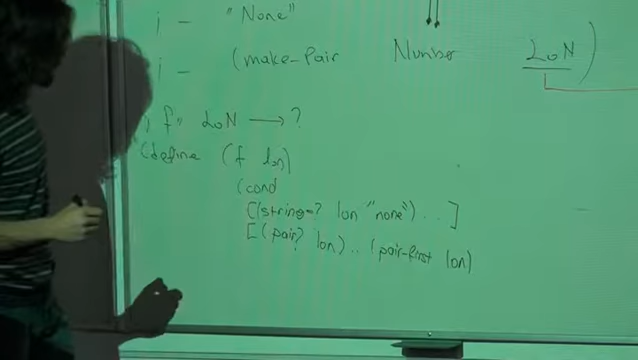 ; - "None"
; - (make-Pair Number LoN)
; f: LoN → ?
(define (f lon)
(cond
[(string=? lon "none") . . ]
[(pair? lon) .. (pair-first lon)